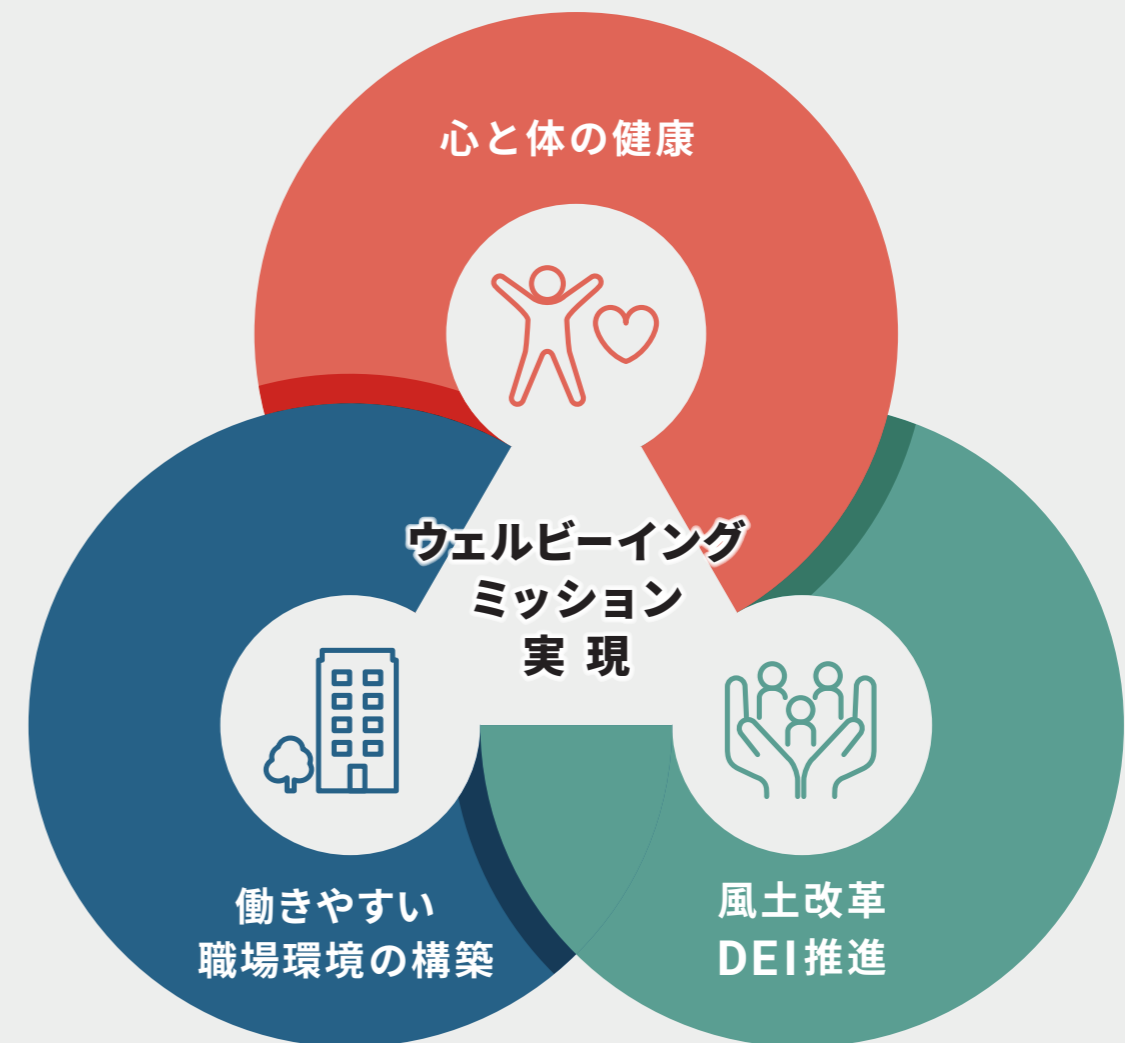 心と体の健康
ウェルビーイング
ミッション
実現
働きやすい
職場環境の構築
風土改革
DEI推進